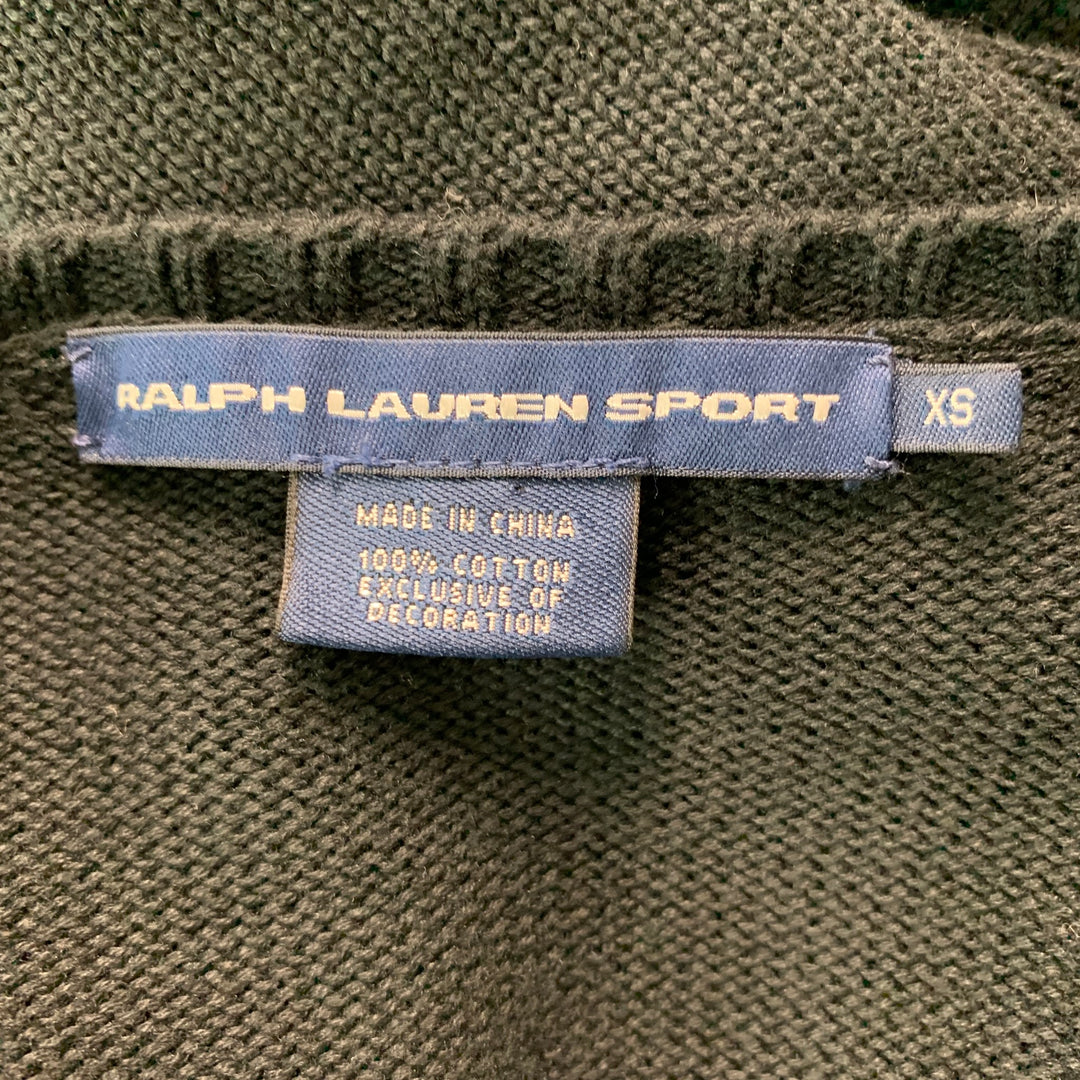 RALPH LAUREN SPORT
XS
MADE IN CHINA
100% COTTON
EXCLUSIVE OF
DECORATION